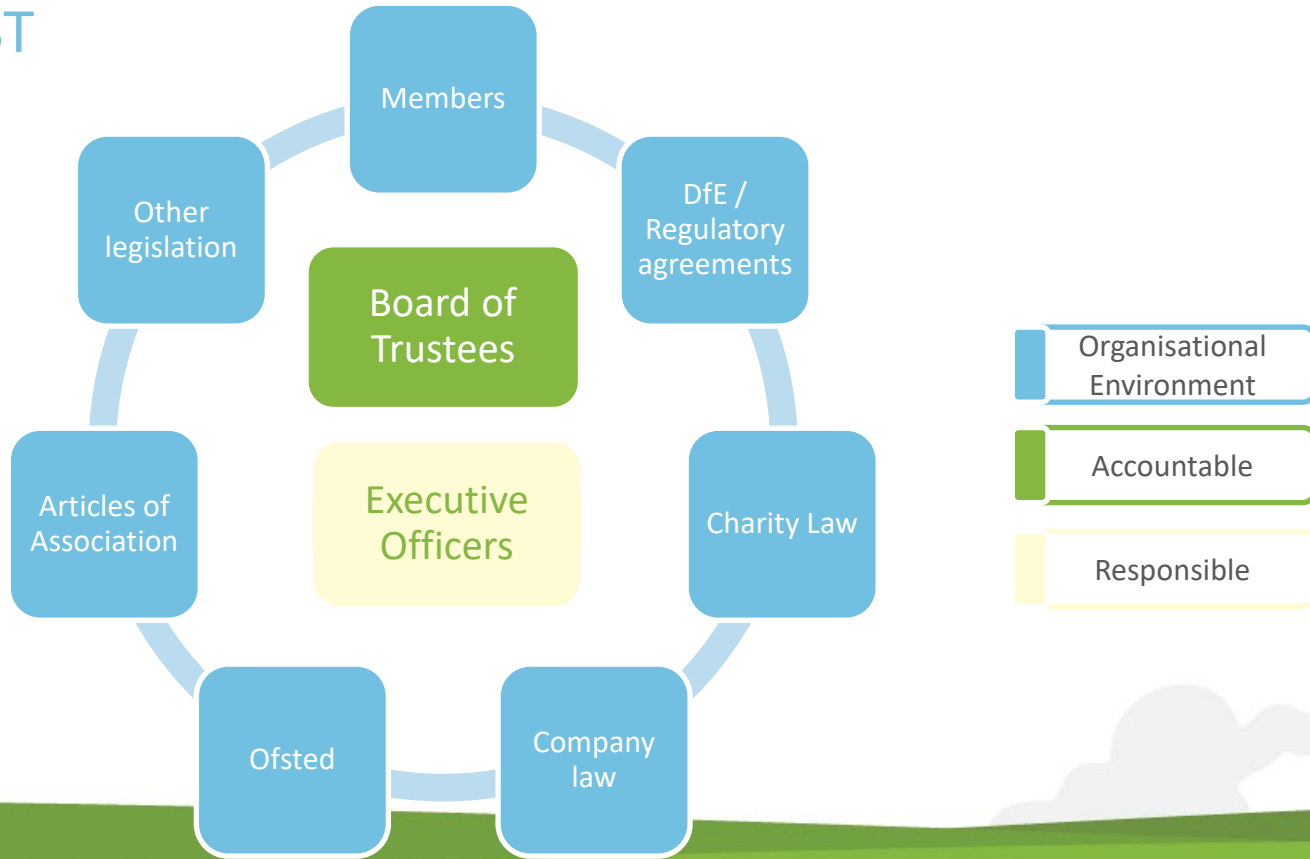 Members
DfE /
Regulatory
agreements
Other
legislation
Board of
Trustees
Executive
Officers
Articles of
Association
Charity Law
Ofsted
Company
law
Organisational
Environment
Accountable
Responsible